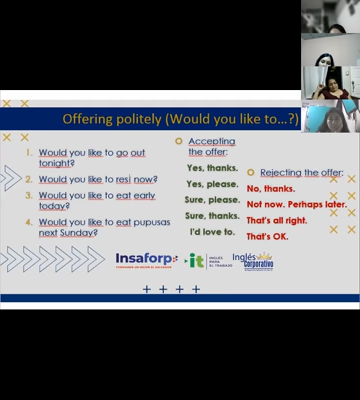 Offering politely (Would you like to...?)
1. Would you like to go out
tonight?
2. Would you like to resi now?
3. Would you like to eat early
today?
4. Would you like to eat pupusas
next Sunday?
Accepting
the offer:
Yes, thanks.
Yes, please.
Sure, please.
Sure, thanks.
I'd love to.
Rejecting the offer:
No, thanks.
Not now. Perhaps later.
That's all right.
That's OK.
Insaforp
it
INGLÉS
PARA EL
TRABAJO
Inglés
Corporativo